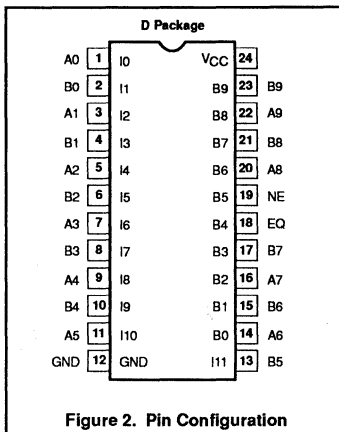 D Package
A0 1 I0 VCC 24
B0 2 I1 B9 23 B9
A1 3 I2 B8 22 A9
B1 4 I3 B7 21 B8
A2 5 I4 B6 20 A8
B2 6 I5 B5 19 NE
A3 7 I6 B4 18 EQ
B3 8 I7 B3 17 B7
A4 9 I8 B2 16 A7
B4 10 I9 B1 15 B6
A5 11 I10 B0 14 A6
GND 12 GND I11 13 B5
Figure 2. Pin Configuration